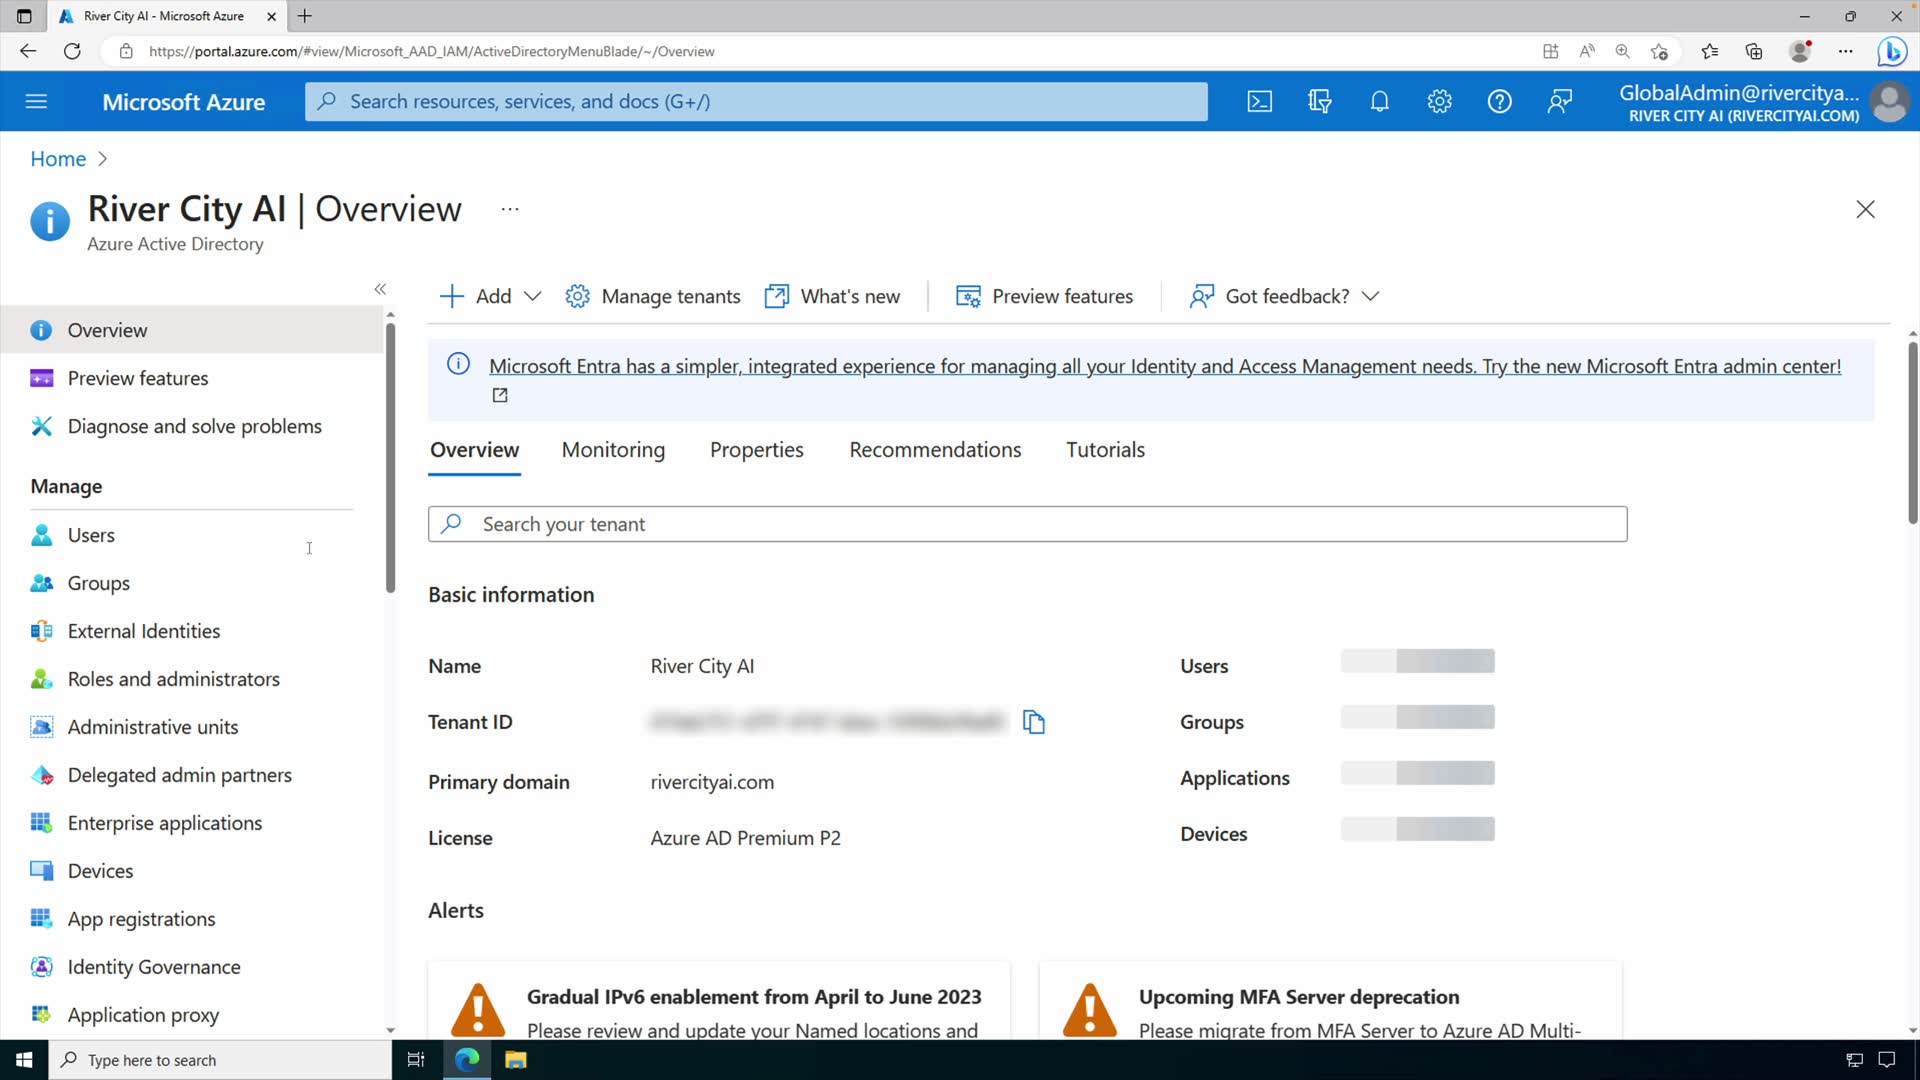 River City AI - Microsoft Azure
https://portal.azure.com/#view/Microsoft_AAD_IAM/ActiveDirectoryMenuBlade/~/Overview
Microsoft Azure
Search resources, services, and docs (G+/)
GlobalAdmin@rivercitya...
RIVER CITY AI (RIVERCITYAI.COM)
Home
River City AI | Overview
Azure Active Directory
Add
Manage tenants
What's new
Preview features
Got feedback?
Overview
Preview features
Diagnose and solve problems
Manage
Users
Groups
External Identities
Roles and administrators
Administrative units
Delegated admin partners
Enterprise applications
Devices
App registrations
Identity Governance
Application proxy
Microsoft Entra has a simpler, integrated experience for managing all your Identity and Access Management needs. Try the new Microsoft Entra admin center!
Overview
Monitoring
Properties
Recommendations
Tutorials
Search your tenant
Basic information
Name
River City AI
Tenant ID
Primary domain
rivercityai.com
License
Azure AD Premium P2
Users
Groups
Applications
Devices
Alerts
Gradual IPv6 enablement from April to June 2023
Please review and update your Named locations and
Upcoming MFA Server deprecation
Please migrate from MFA Server to Azure AD Multi-
Type here to search